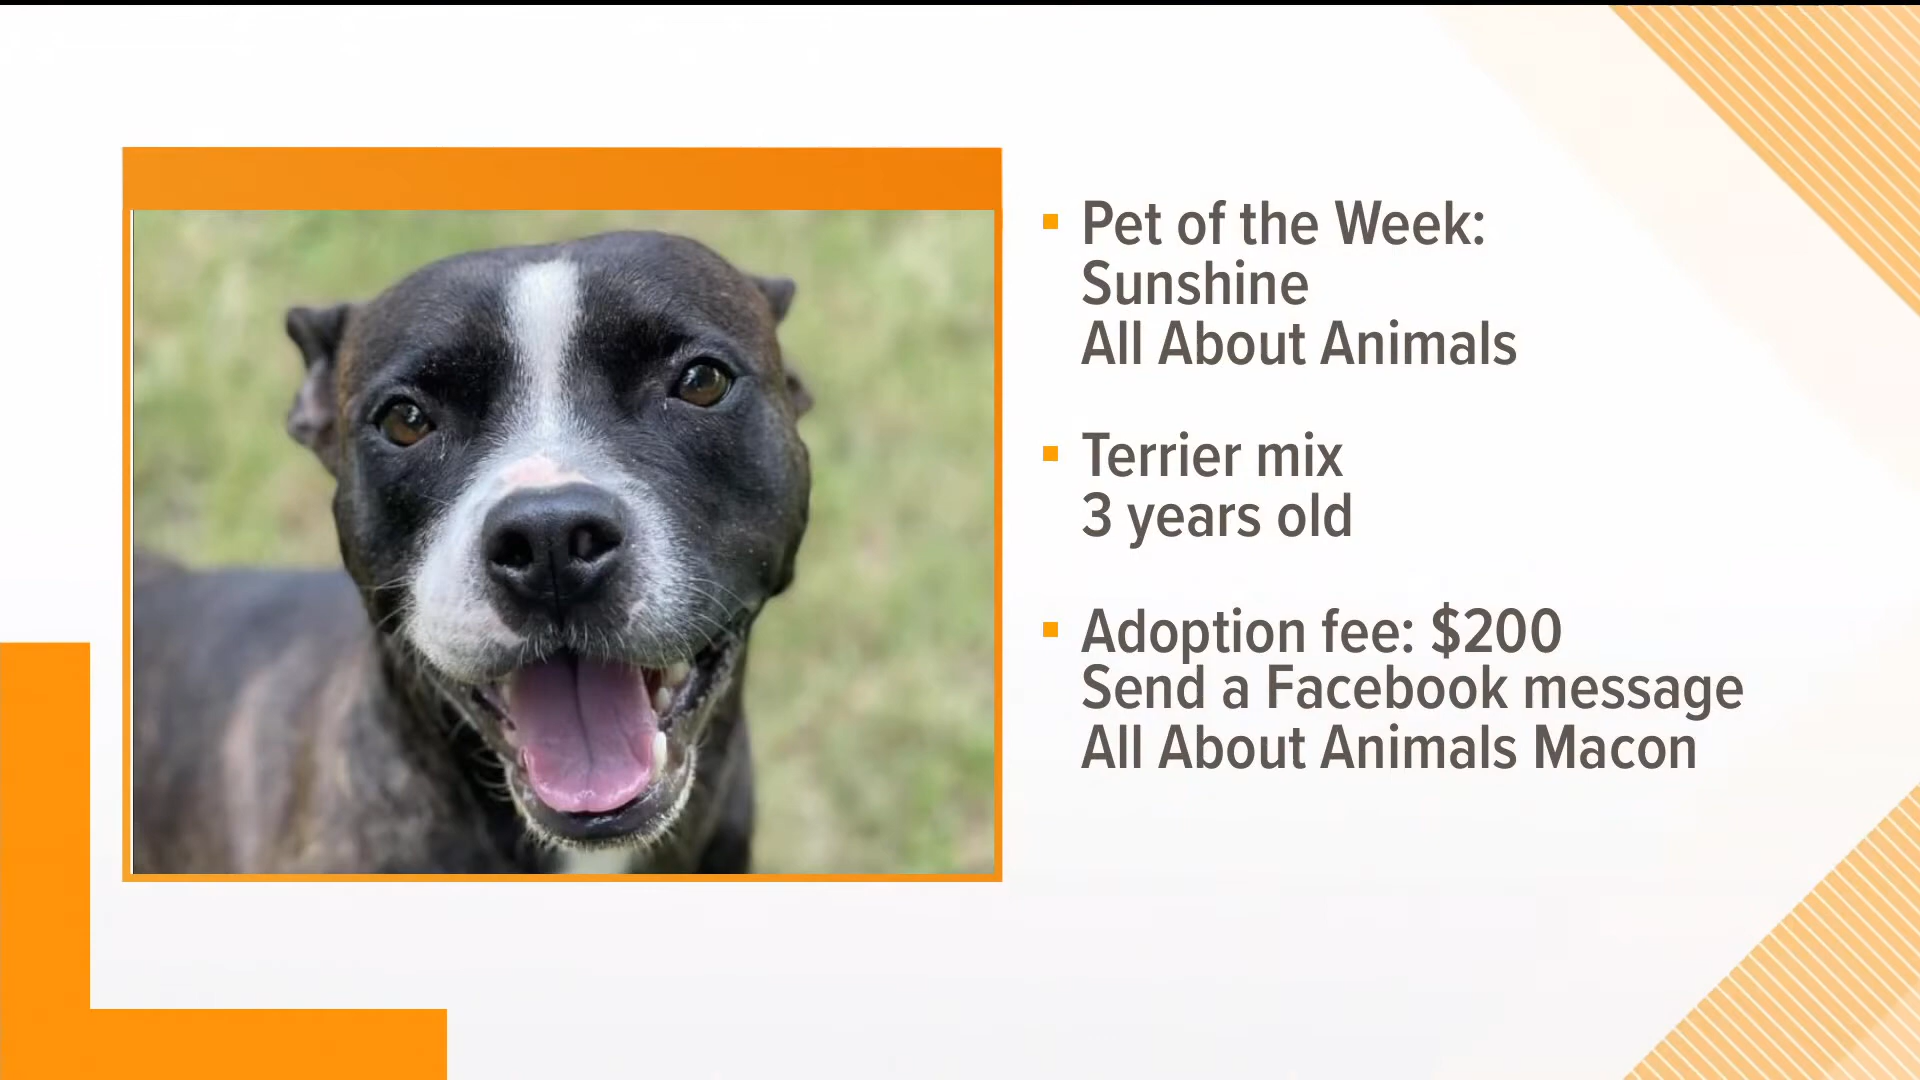 Pet of the Week:
Sunshine
All About Animals
Terrier mix
3 years old
Adoption fee: $200
Send a Facebook message
All About Animals Macon